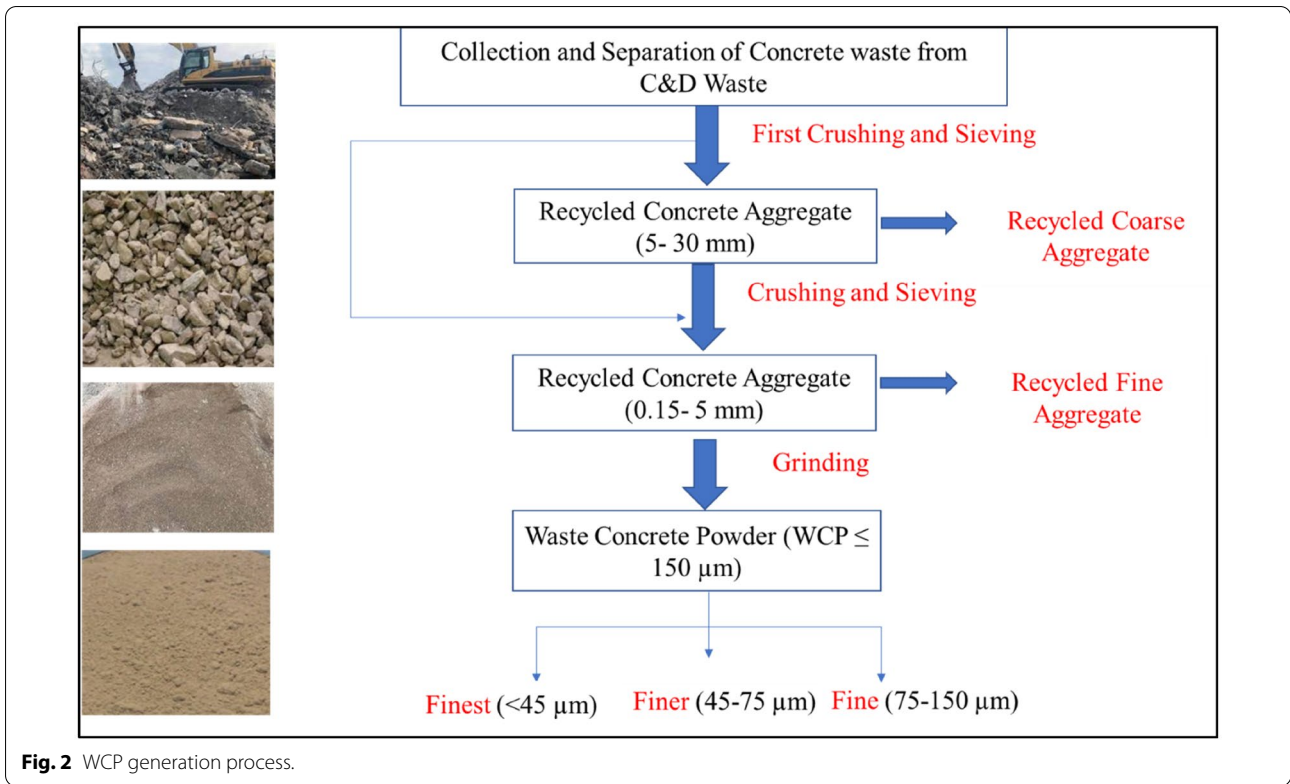 Collection and Separation of Concrete waste from
C&D Waste
First Crushing and Sieving
Recycled Concrete Aggregate
(5- 30 mm)
Recycled Coarse
Aggregate
Crushing and Sieving
Recycled Concrete Aggregate
(0.15- 5 mm)
Recycled Fine
Aggregate
Grinding
Waste Concrete Powder (WCP ≤
150 µm)
Finest (<45 µm)
Finer (45-75 µm)
Fine (75-150 µm)
Fig. 2 WCP generation process.